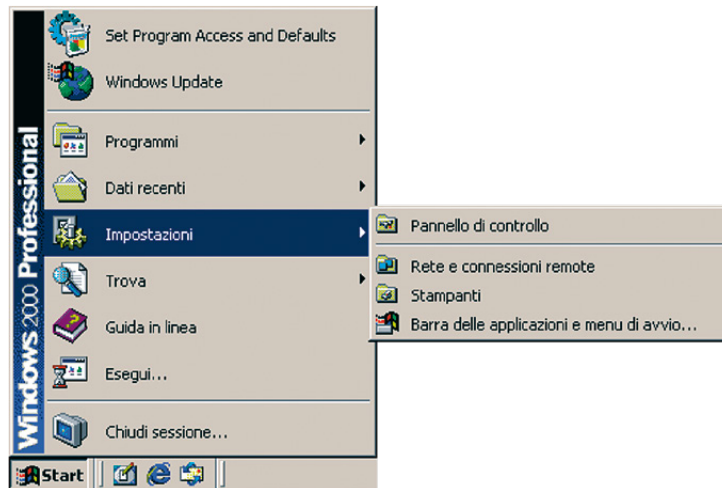 Set Program Access and Defaults
Windows Update
Programmi
Dati recenti
Impostazioni
Trova
Guida in linea
Esegui...
Chiudi sessione...
Pannello di controllo
Rete e connessioni remote
Stampanti
Barra delle applicazioni e menu di avvio...
Windows 2000 Professional
Start